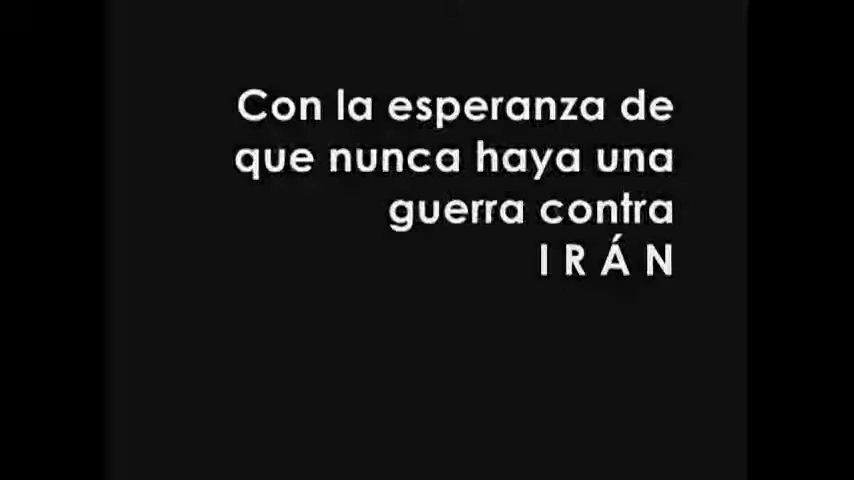 Con la esperanza de
que nunca haya una
guerra contra
I R Á N